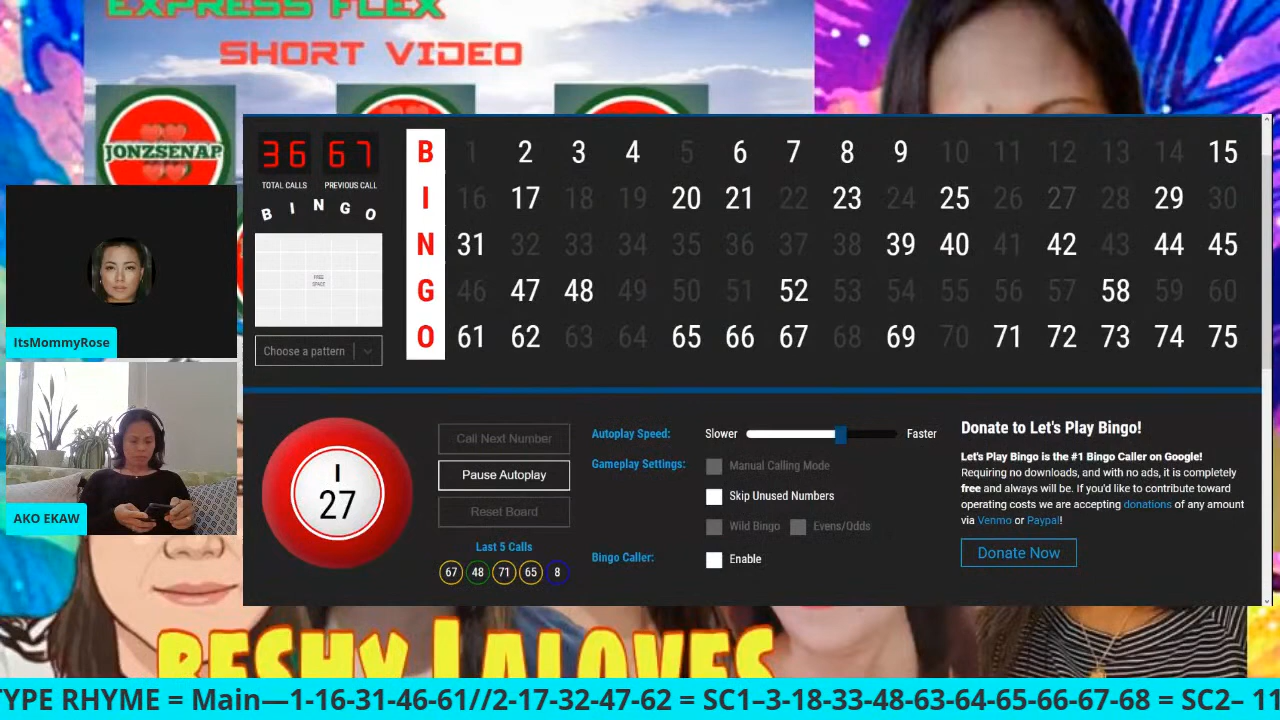 EXPRESS FLEX
SHORT VIDEO
JONZSENAP
36 67
TOTAL CALLS PREVIOUS CALL
B I N G O
FREE
SPACE
Choose a pattern
B 1 2 3 4 5 6 7 8 9 10 11 12 13 14 15
I 16 17 18 19 20 21 22 23 24 25 26 27 28 29 30
N 31 32 33 34 35 36 37 38 39 40 41 42 43 44 45
G 46 47 48 49 50 51 52 53 54 55 56 57 58 59 60
O 61 62 63 64 65 66 67 68 69 70 71 72 73 74 75
ItsMommyRose
AKO EKAW
I
27
Call Next Number
Pause Autoplay
Reset Board
Last 5 Calls
67 48 71 65 8
Autoplay Speed: Slower Faster
Gameplay Settings: Manual Calling Mode
Skip Unused Numbers
Wild Bingo Evens/Odds
Bingo Caller: Enable
Donate to Let's Play Bingo!
Let's Play Bingo is the #1 Bingo Caller on Google!
Requiring no downloads, and with no ads, it is completely
free and always will be. If you'd like to contribute toward
operating costs we are accepting donations of any amount
via Venmo or Paypal!
Donate Now
BESHY LALOVES
TYPE RHYME = Main—1-16-31-46-61//2-17-32-47-62 = SC1–3-18-33-48-63-64-65-66-67-68 = SC2– 11